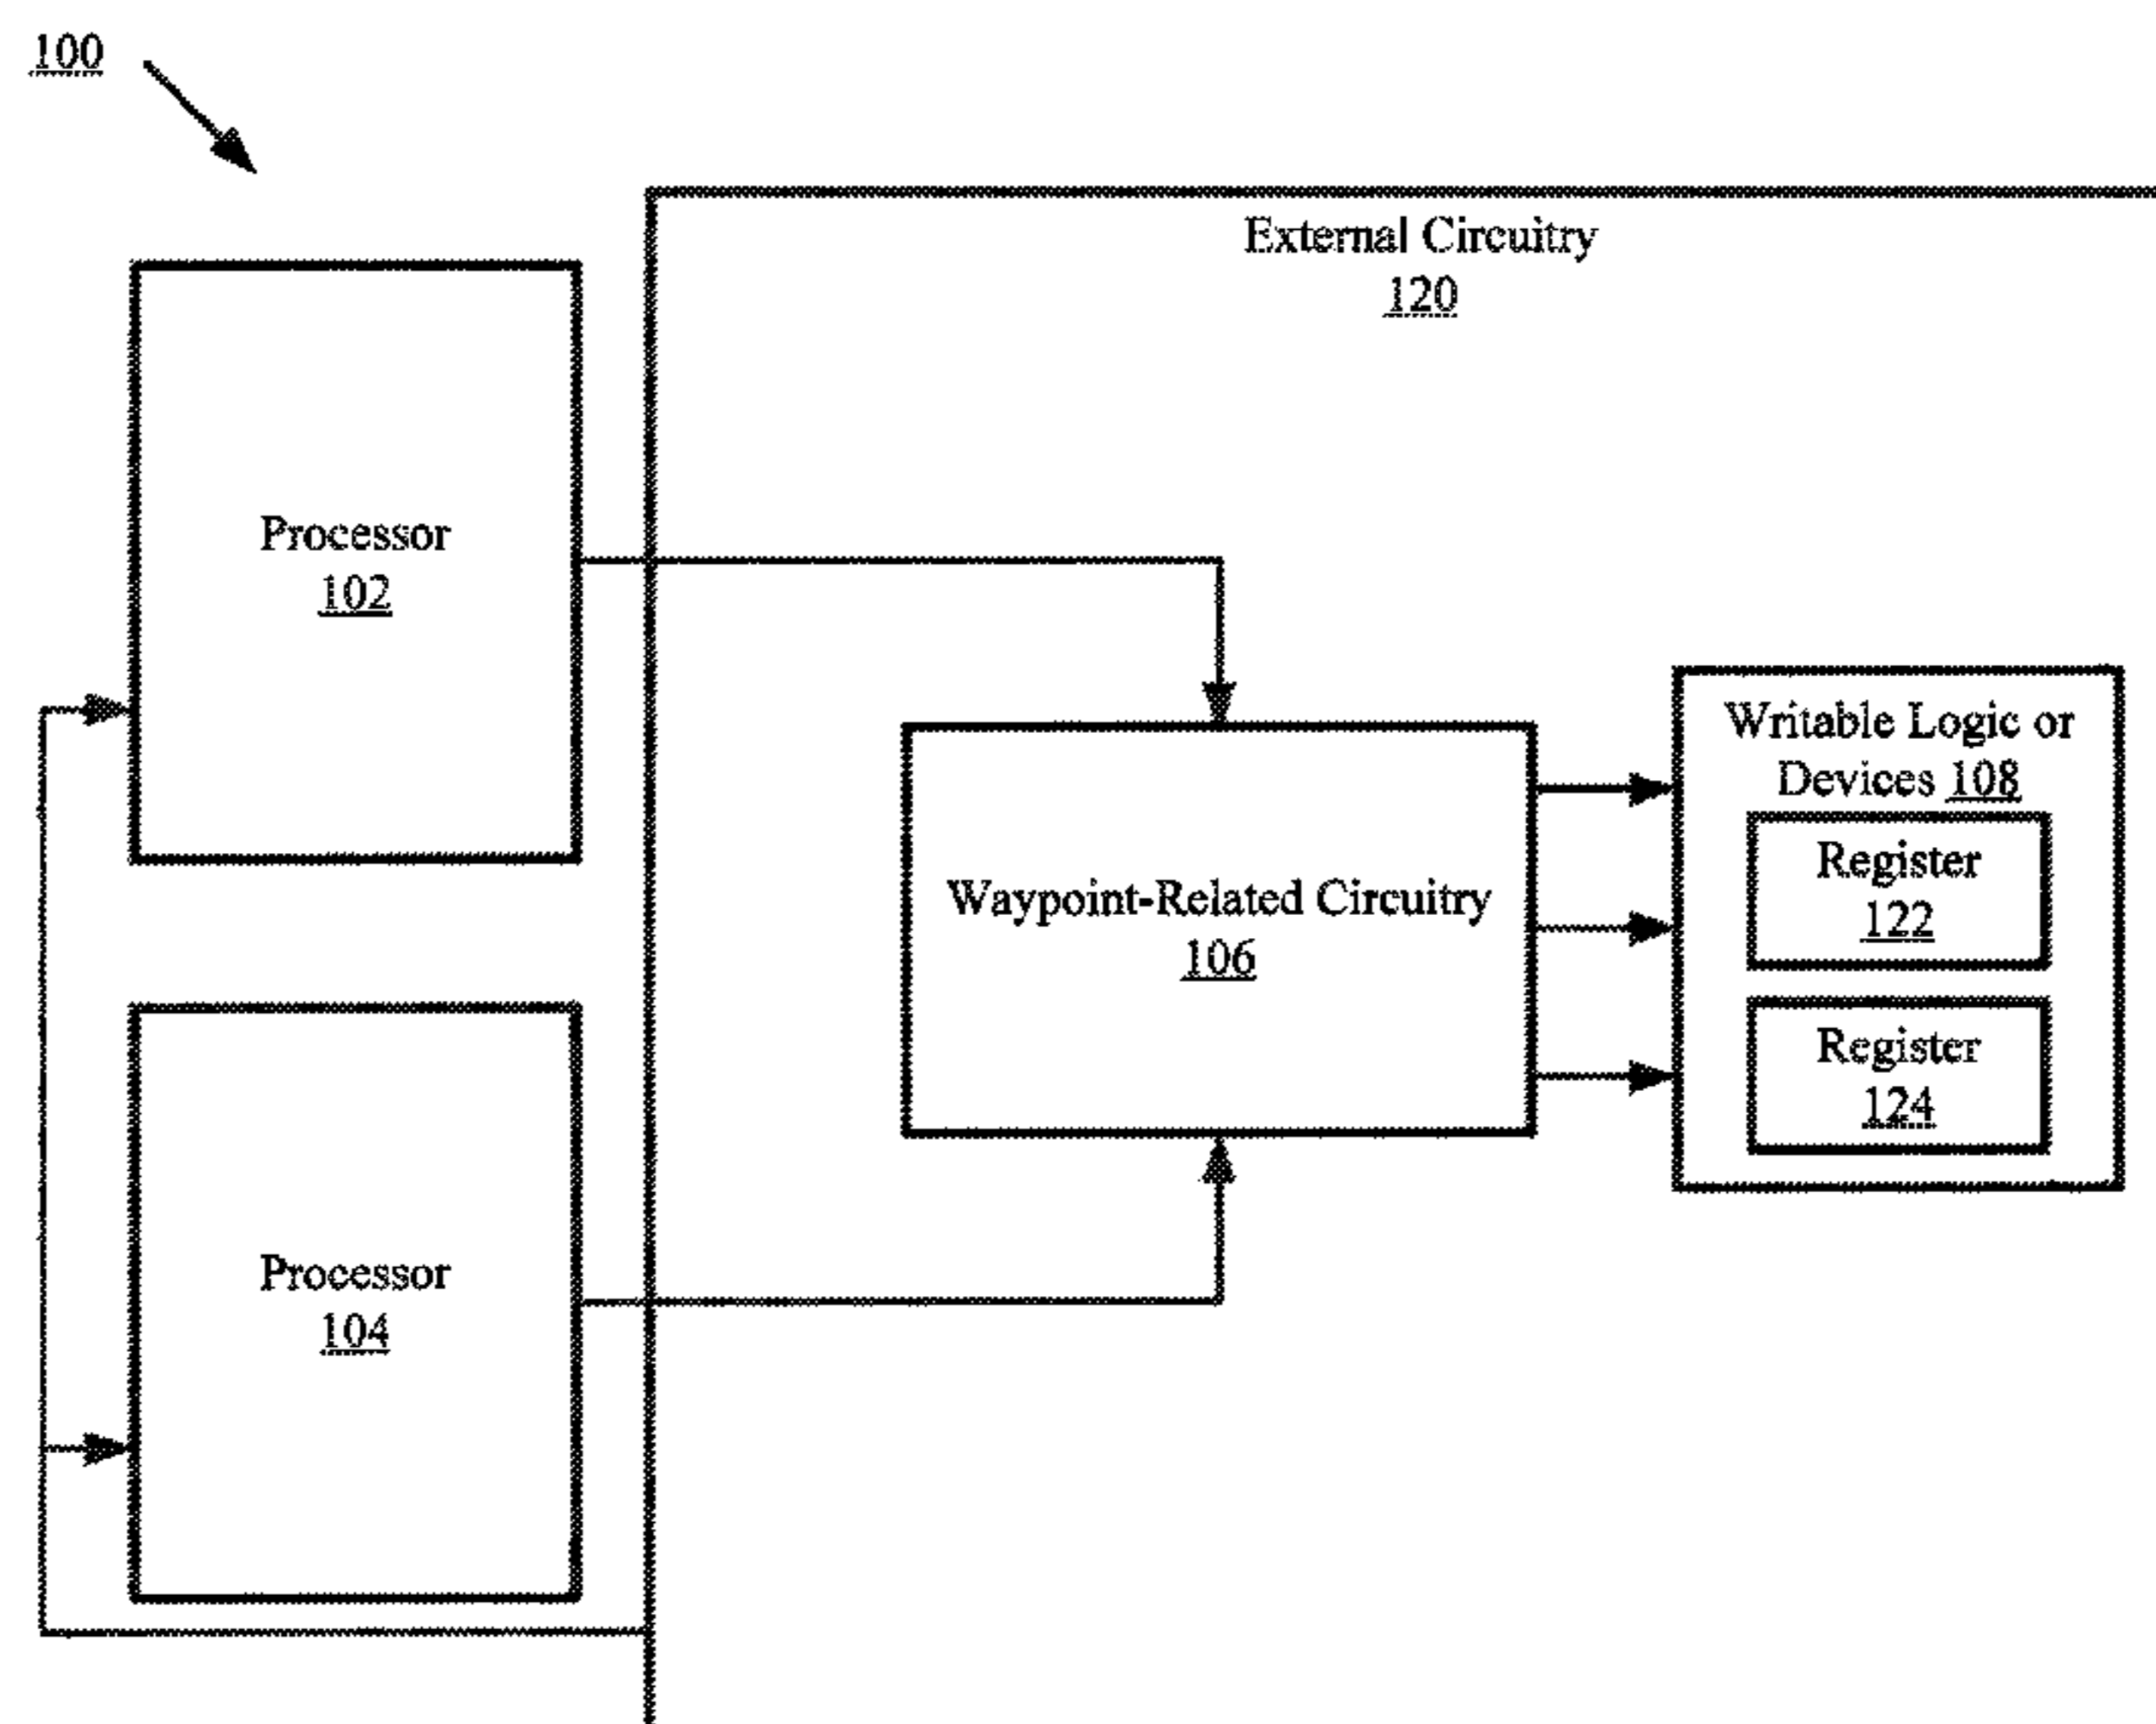 100
External Circuitry
120
Processor
102
Writable Logic or
Devices 108
Register
122
Waypoint-Related Circuitry
106
Register
124
Processor
104